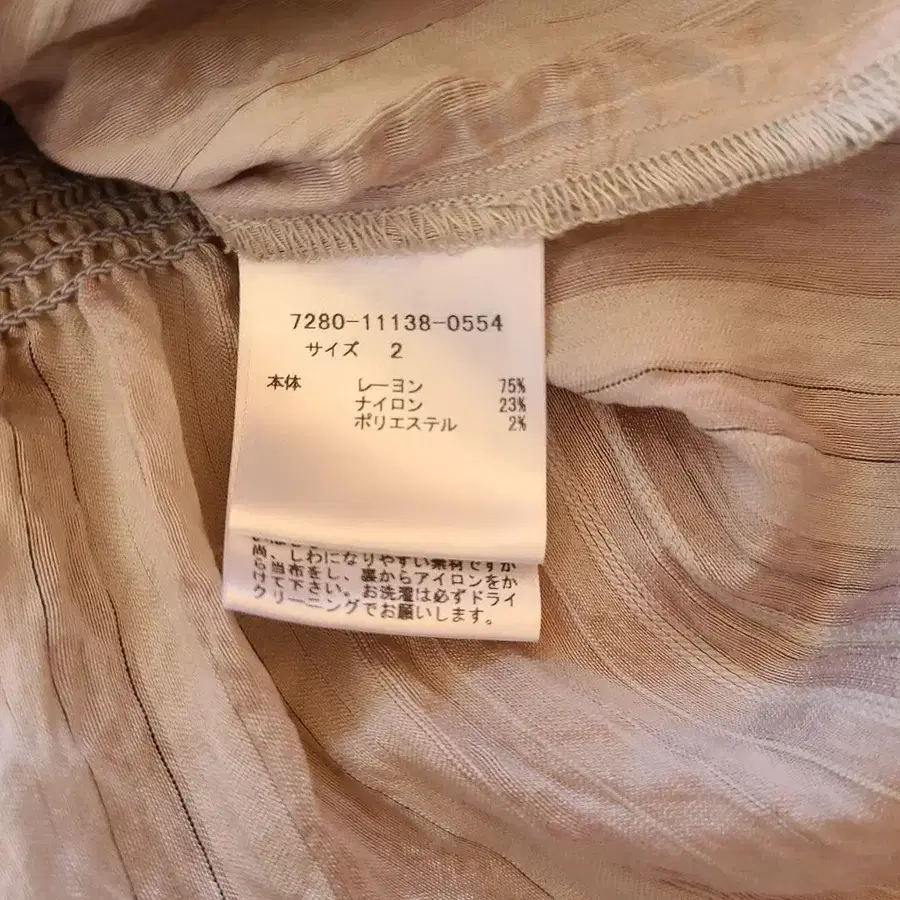 7280-11138-0554
サイズ 2
本体 レーヨン 75%
ナイロン 23%
ポリエステル 2%
尚、しわになりやすい素材ですか
ら当布をし、裏からアイロンをか
けて下さい。お洗濯は必ずドライ
クリーニングでお願いします。